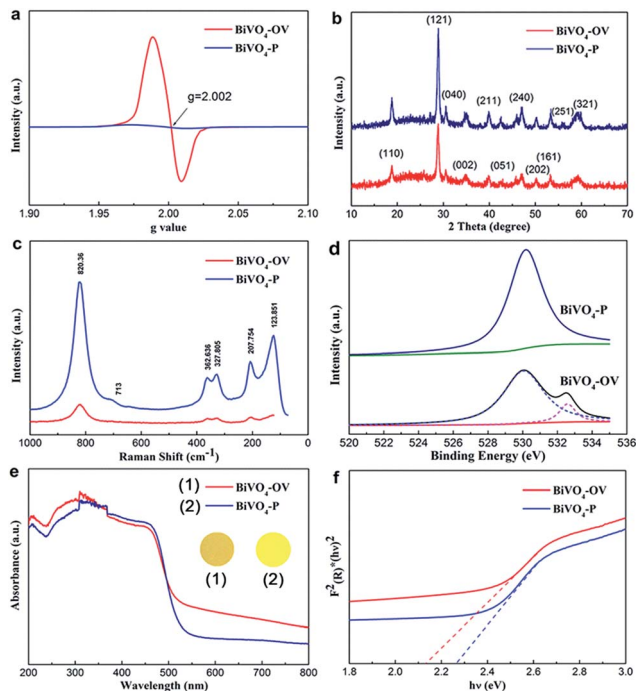 a
BiVO4-OV
BiVO4-P
g=2.002
Intensity (a.u.)
1.90 1.95 2.00 2.05 2.10
g value
b
BiVO4-OV
BiVO4-P
(121)
(040)
(211)
(240)
(251)
(321)
(110)
(002)
(051)
(202)
(161)
Intensity (a.u.)
10 20 30 40 50 60 70
2 Theta (degree)
c
BiVO4-OV
BiVO4-P
820.36
713
362.636
327.805
207.754
123.851
Intensity (a.u.)
1000 800 600 400 200 0
Raman Shift (cm-1)
d
BiVO4-P
BiVO4-OV
Intensity (a.u.)
520 522 524 526 528 530 532 534 536
Binding Energy (eV)
e
(1) BiVO4-OV
(2) BiVO4-P
(1) (2)
Absorbance (a.u.)
200 300 400 500 600 700 800
Wavelength (nm)
f
BiVO4-OV
BiVO4-P
F2(R)*(hν)2
1.8 2.0 2.2 2.4 2.6 2.8 3.0
hν (eV)